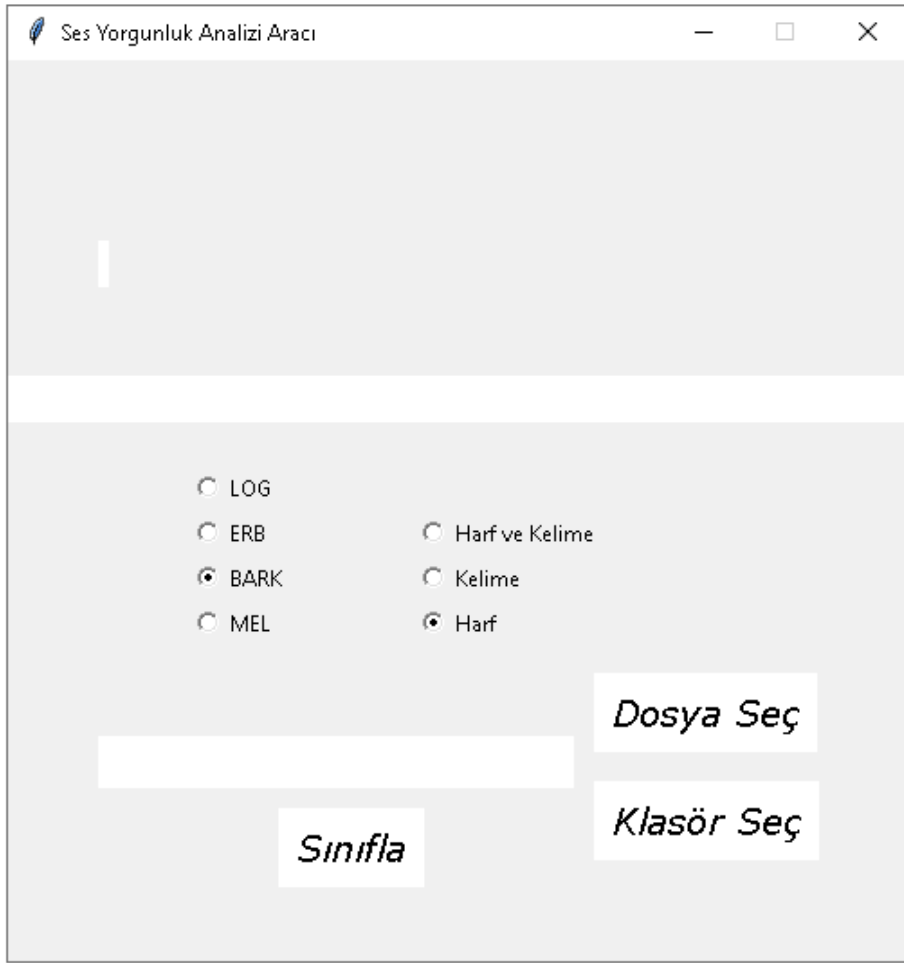 Ses Yorgunluk Analizi Aracı
LOG
ERB
Harf ve Kelime
BARK
Kelime
MEL
Harf
Dosya Seç
Klasör Seç
Sınıfla